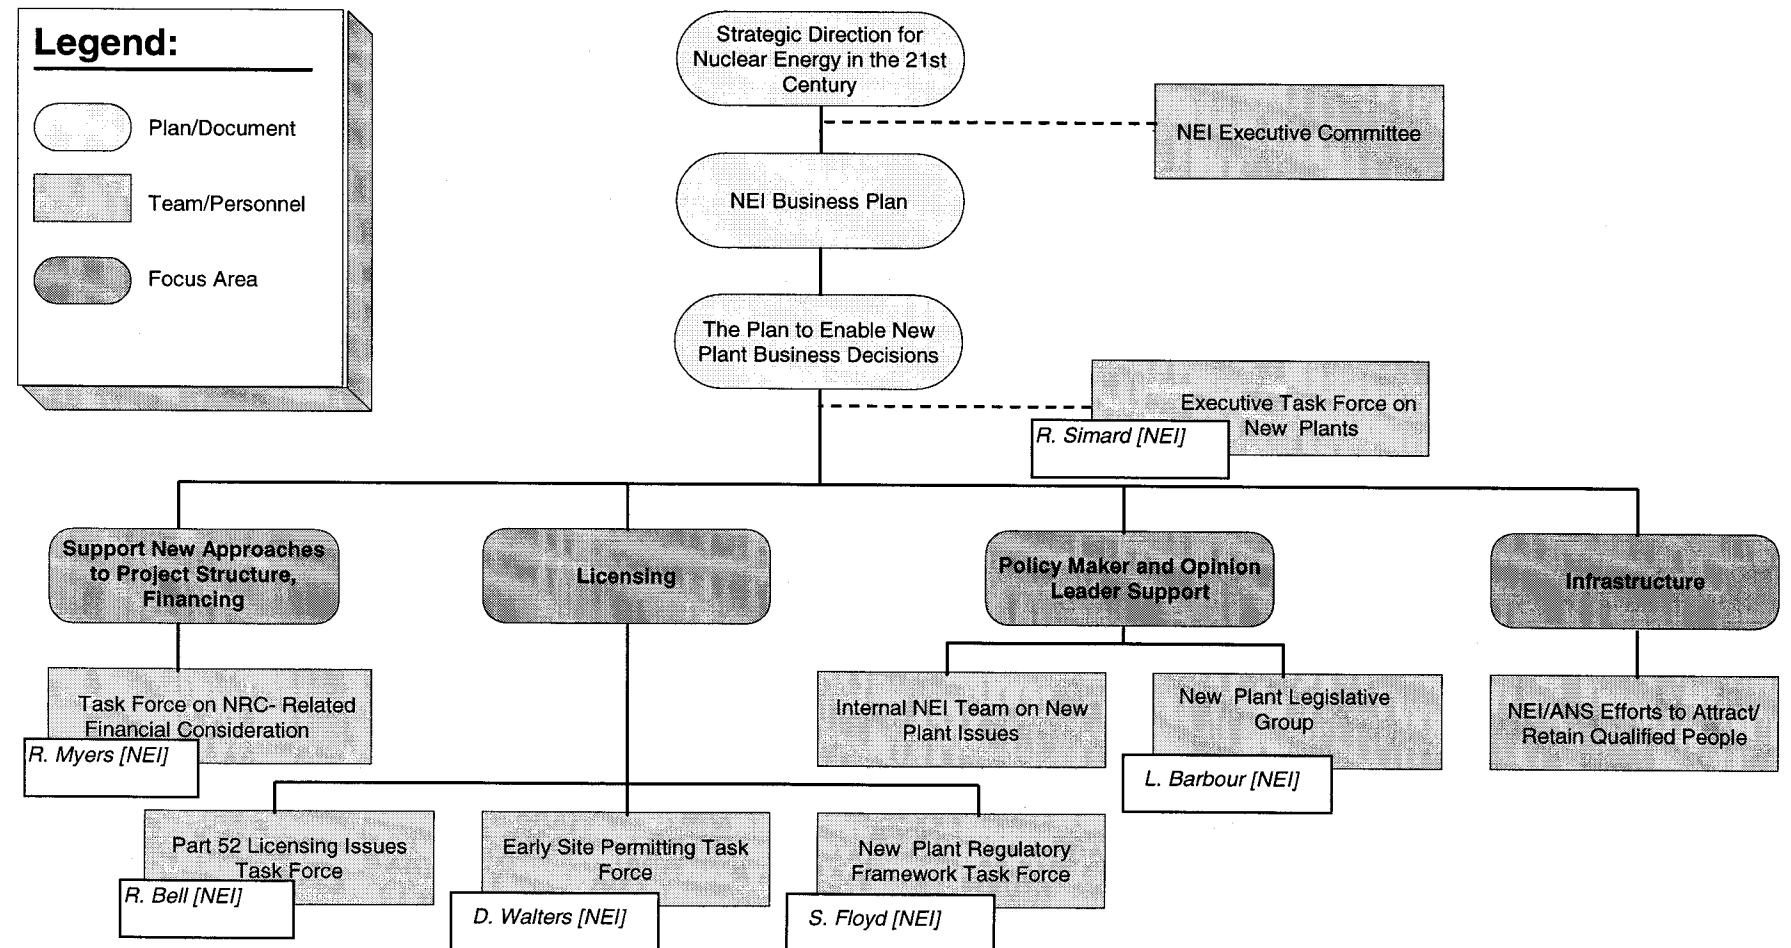 Legend:
Plan/Document
Team/Personnel
Focus Area
Strategic Direction for
Nuclear Energy in the 21st
Century
NEI Executive Committee
NEI Business Plan
The Plan to Enable New
Plant Business Decisions
Executive Task Force on
New Plants
R. Simard [NEI]
Support New Approaches
to Project Structure,
Financing
Licensing
Policy Maker and Opinion
Leader Support
Infrastructure
Task Force on NRC- Related
Financial Consideration
R. Myers [NEI]
Internal NEI Team on New
Plant Issues
New Plant Legislative
Group
L. Barbour [NEI]
NEI/ANS Efforts to Attract/
Retain Qualified People
Part 52 Licensing Issues
Task Force
R. Bell [NEI]
Early Site Permitting Task
Force
D. Walters [NEI]
New Plant Regulatory
Framework Task Force
S. Floyd [NEI]